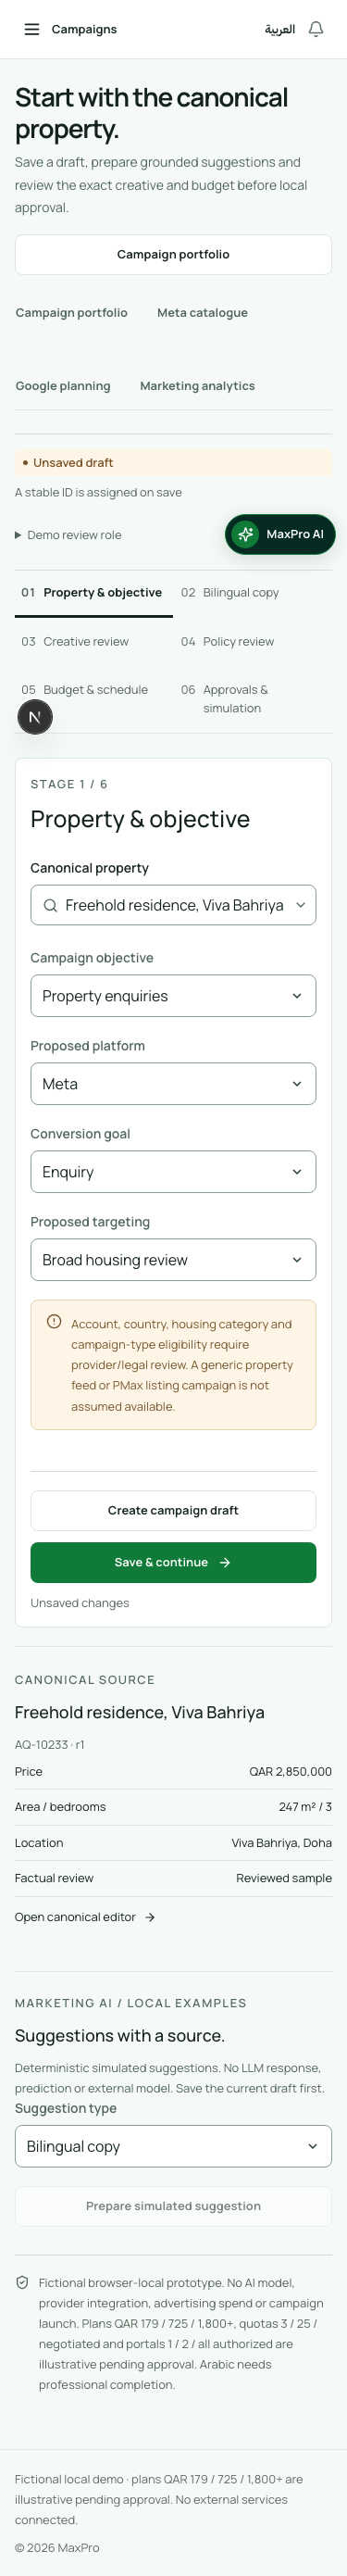 Campaigns
العربية
Start with the canonical
property.
Save a draft, prepare grounded suggestions and
review the exact creative and budget before local
approval.
Campaign portfolio
Campaign portfolio
Meta catalogue
Google planning
Marketing analytics
Unsaved draft
A stable ID is assigned on save
Demo review role
MaxPro AI
01 Property & objective
02 Bilingual copy
03 Creative review
04 Policy review
05 Budget & schedule
06 Approvals &
simulation
N
STAGE 1 / 6
Property & objective
Canonical property
Freehold residence, Viva Bahriya
Campaign objective
Property enquiries
Proposed platform
Meta
Conversion goal
Enquiry
Proposed targeting
Broad housing review
Account, country, housing category and
campaign-type eligibility require
provider/legal review. A generic property
feed or PMax listing campaign is not
assumed available.
Create campaign draft
Save & continue
Unsaved changes
CANONICAL SOURCE
Freehold residence, Viva Bahriya
AQ-10233 · r1
Price QAR 2,850,000
Area / bedrooms 247 m² / 3
Location Viva Bahriya, Doha
Factual review Reviewed sample
Open canonical editor
MARKETING AI / LOCAL EXAMPLES
Suggestions with a source.
Deterministic simulated suggestions. No LLM response,
prediction or external model. Save the current draft first.
Suggestion type
Bilingual copy
Prepare simulated suggestion
Fictional browser-local prototype. No AI model,
provider integration, advertising spend or campaign
launch. Plans QAR 179 / 725 / 1,800+, quotas 3 / 25 /
negotiated and portals 1 / 2 / all authorized are
illustrative pending approval. Arabic needs
professional completion.
Fictional local demo · plans QAR 179 / 725 / 1,800+ are
illustrative pending approval. No external services
connected.
© 2026 MaxPro